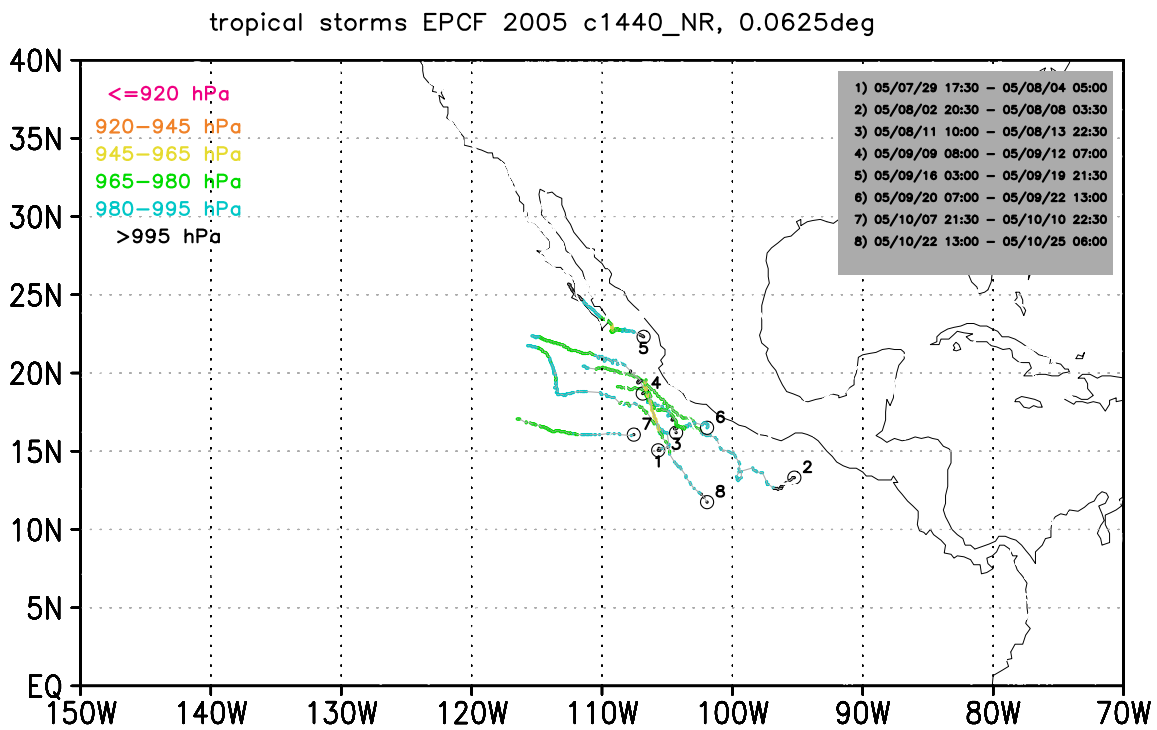 tropical storms EPCF 2005 c1440_NR, 0.0625deg
40N
35N
30N
25N
20N
15N
10N
5N
EQ
<=920 hPa
920-945 hPa
945-965 hPa
965-980 hPa
980-995 hPa
>995 hPa
1) 05/07/29 17:30 - 05/08/04 05:00
2) 05/08/02 20:30 - 05/08/08 03:30
3) 05/08/11 10:00 - 05/08/13 22:30
4) 05/09/09 08:00 - 05/09/12 07:00
5) 05/09/16 03:00 - 05/09/19 21:30
6) 05/09/20 07:00 - 05/09/22 13:00
7) 05/10/07 21:30 - 05/10/10 22:30
8) 05/10/22 13:00 - 05/10/25 06:00
5
4
6
7
3
1
2
8
150W 140W 130W 120W 110W 100W 90W 80W 70W